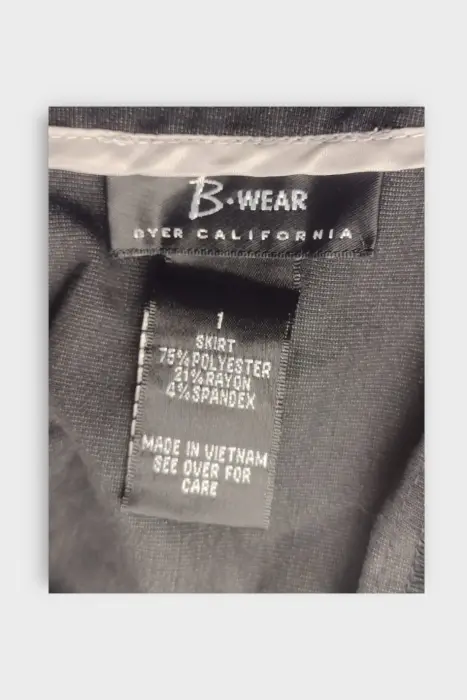 B·WEAR
BYER CALIFORNIA
1
SKIRT
75% POLYESTER
21% RAYON
4% SPANDEX
MADE IN VIETNAM
SEE OVER FOR
CARE